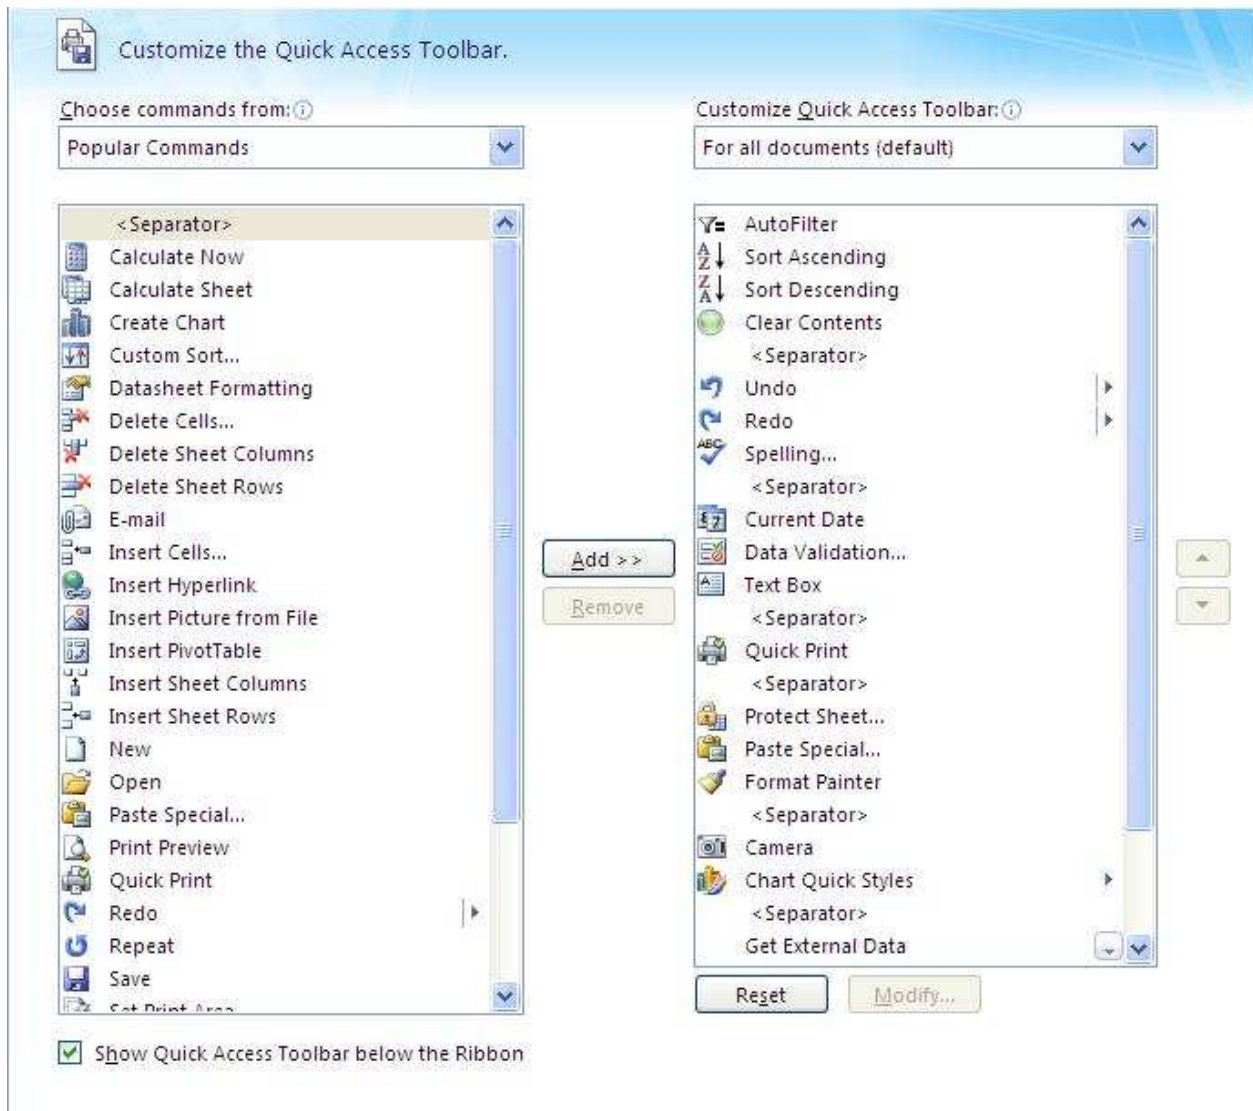 Customize the Quick Access Toolbar.
Choose commands from:
Popular Commands
<Separator>
Calculate Now
Calculate Sheet
Create Chart
Custom Sort...
Datasheet Formatting
Delete Cells...
Delete Sheet Columns
Delete Sheet Rows
E-mail
Insert Cells...
Insert Hyperlink
Insert Picture from File
Insert PivotTable
Insert Sheet Columns
Insert Sheet Rows
New
Open
Paste Special...
Print Preview
Quick Print
Redo
Repeat
Save
Set Print Area
Show Quick Access Toolbar below the Ribbon
Add >>
Remove
Customize Quick Access Toolbar:
For all documents (default)
AutoFilter
Sort Ascending
Sort Descending
Clear Contents
<Separator>
Undo
Redo
Spelling...
<Separator>
Current Date
Data Validation...
Text Box
<Separator>
Quick Print
<Separator>
Protect Sheet...
Paste Special...
Format Painter
<Separator>
Camera
Chart Quick Styles
<Separator>
Get External Data
Reset
Modify...